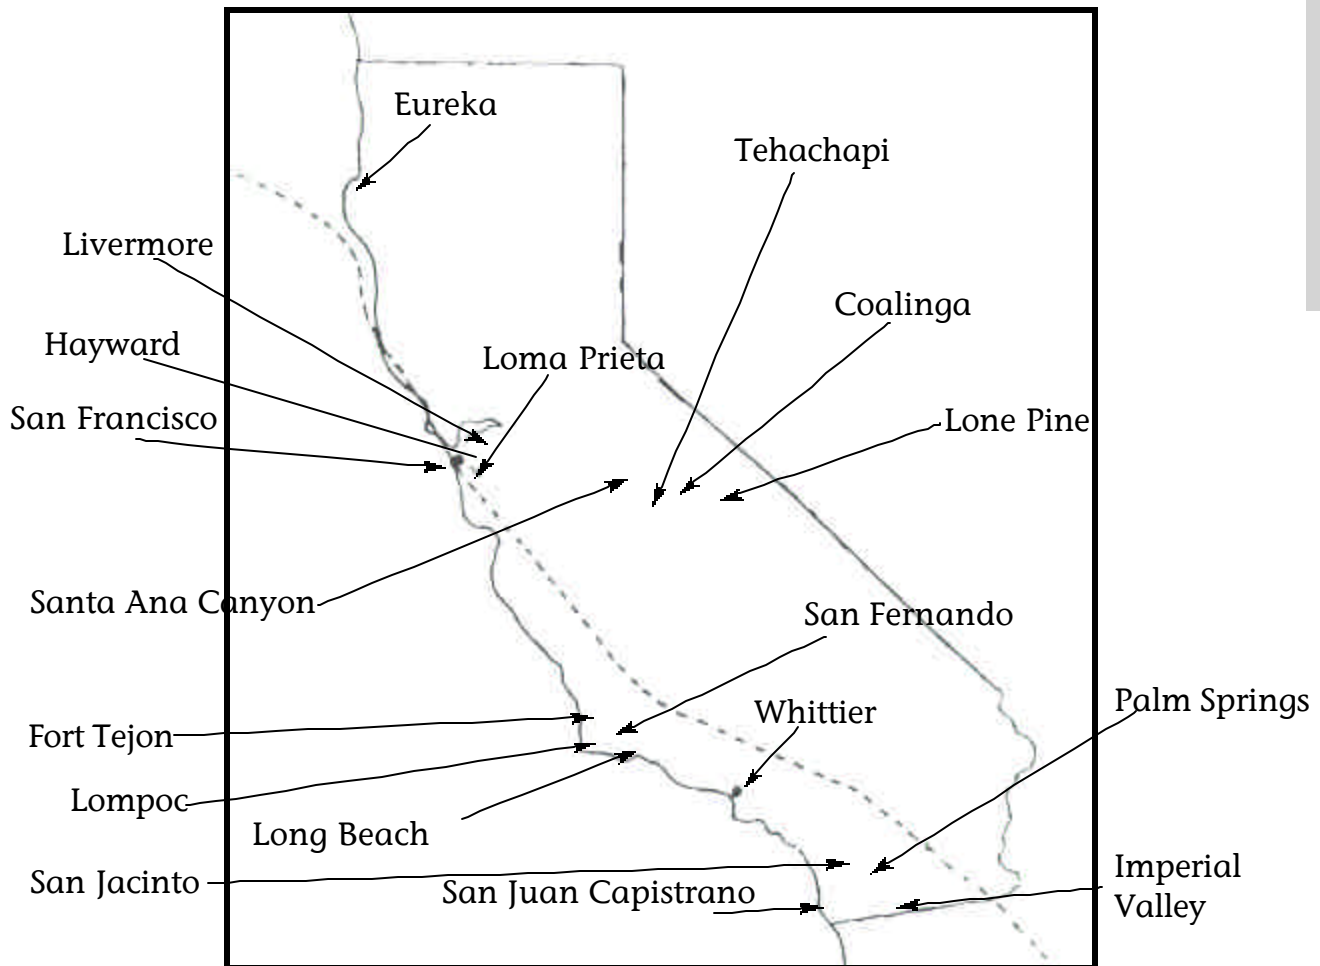 Eureka
Tehachapi
Livermore
Coalinga
Hayward
Loma Prieta
San Francisco
Lone Pine
Santa Ana Canyon
San Fernando
Palm Springs
Whittier
Fort Tejon
Lompoc
Long Beach
Imperial
Valley
San Jacinto
San Juan Capistrano